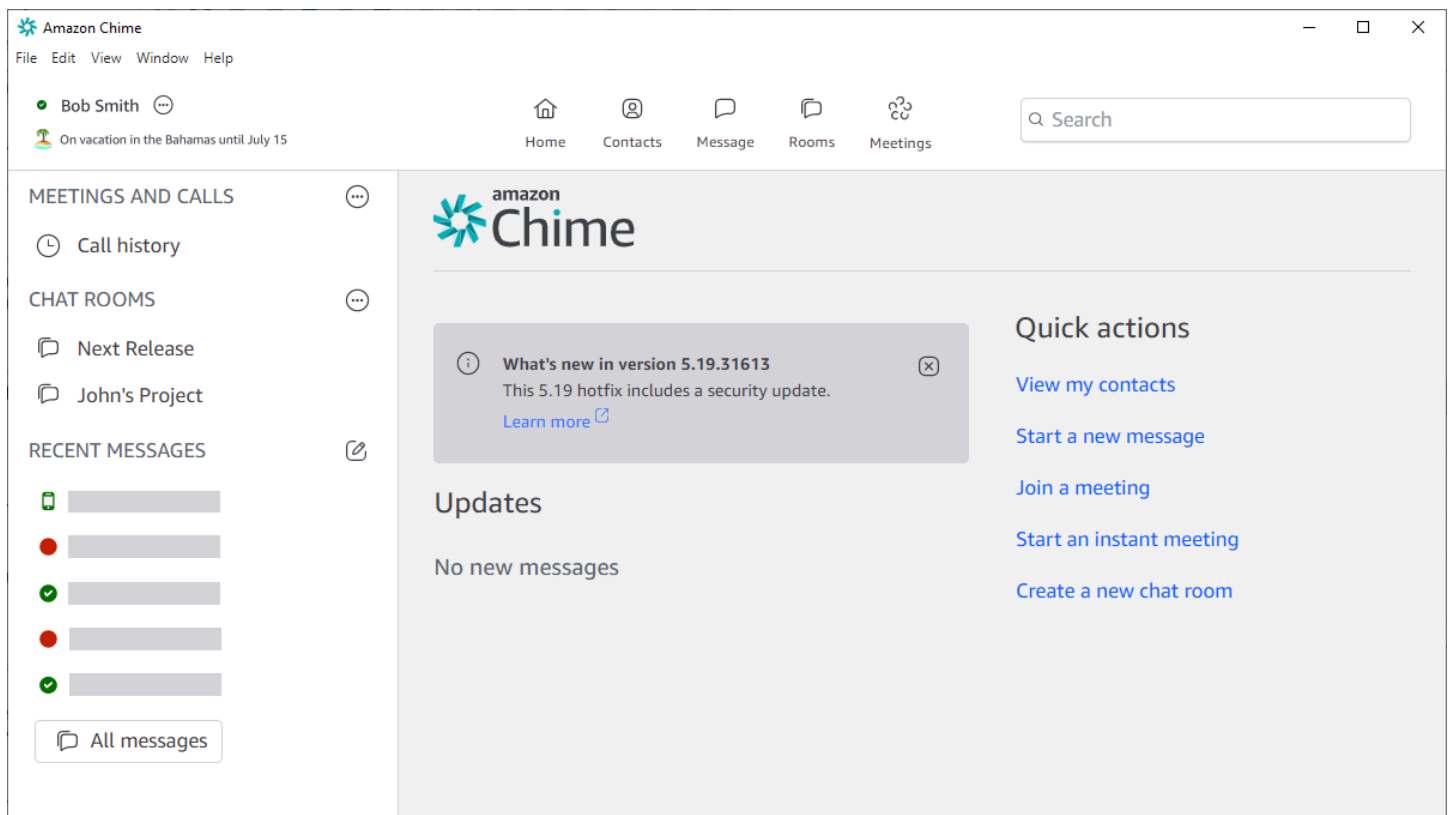 Amazon Chime
File Edit View Window Help
Bob Smith
On vacation in the Bahamas until July 15
Home Contacts Message Rooms Meetings
Search
MEETINGS AND CALLS
Call history
CHAT ROOMS
Next Release
John's Project
RECENT MESSAGES
All messages
amazon
Chime
What's new in version 5.19.31613
This 5.19 hotfix includes a security update.
Learn more
Updates
No new messages
Quick actions
View my contacts
Start a new message
Join a meeting
Start an instant meeting
Create a new chat room